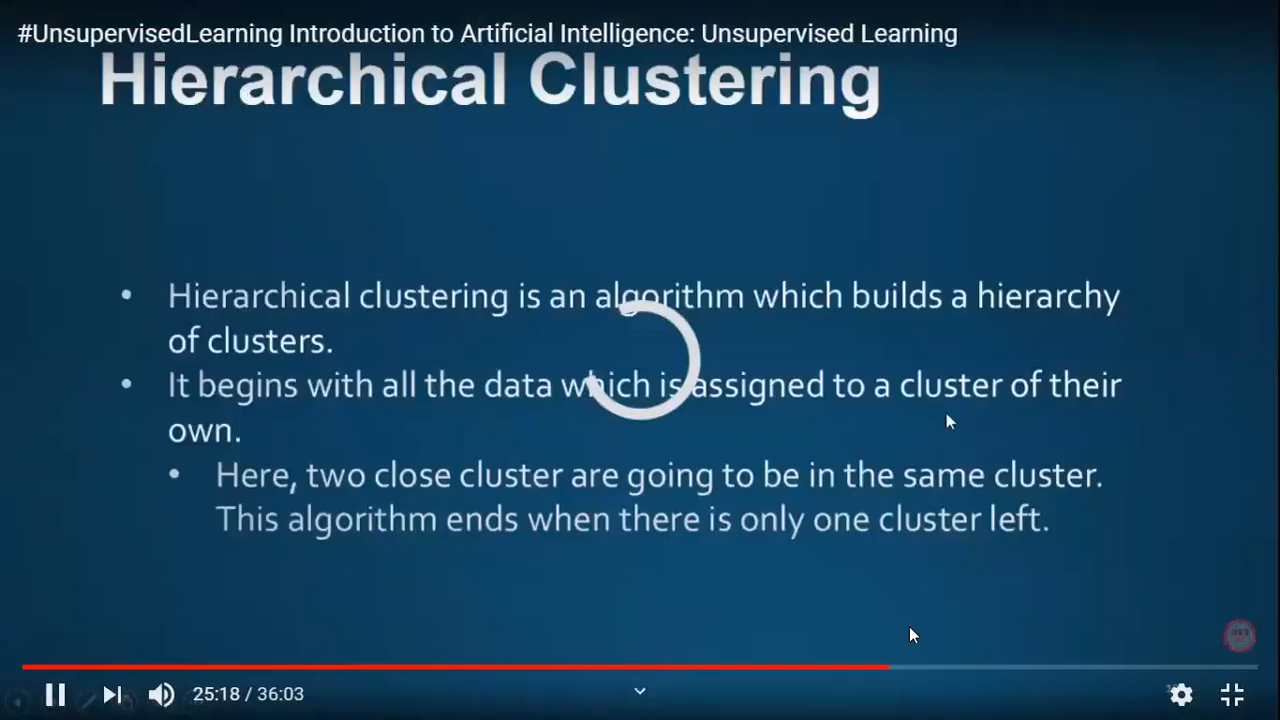 #UnsupervisedLearning Introduction to Artificial Intelligence: Unsupervised Learning
Hierarchical Clustering
• Hierarchical clustering is an algorithm which builds a hierarchy
of clusters.
• It begins with all the data which is assigned to a cluster of their
own.
• Here, two close cluster are going to be in the same cluster.
This algorithm ends when there is only one cluster left.
25:18 / 36:03